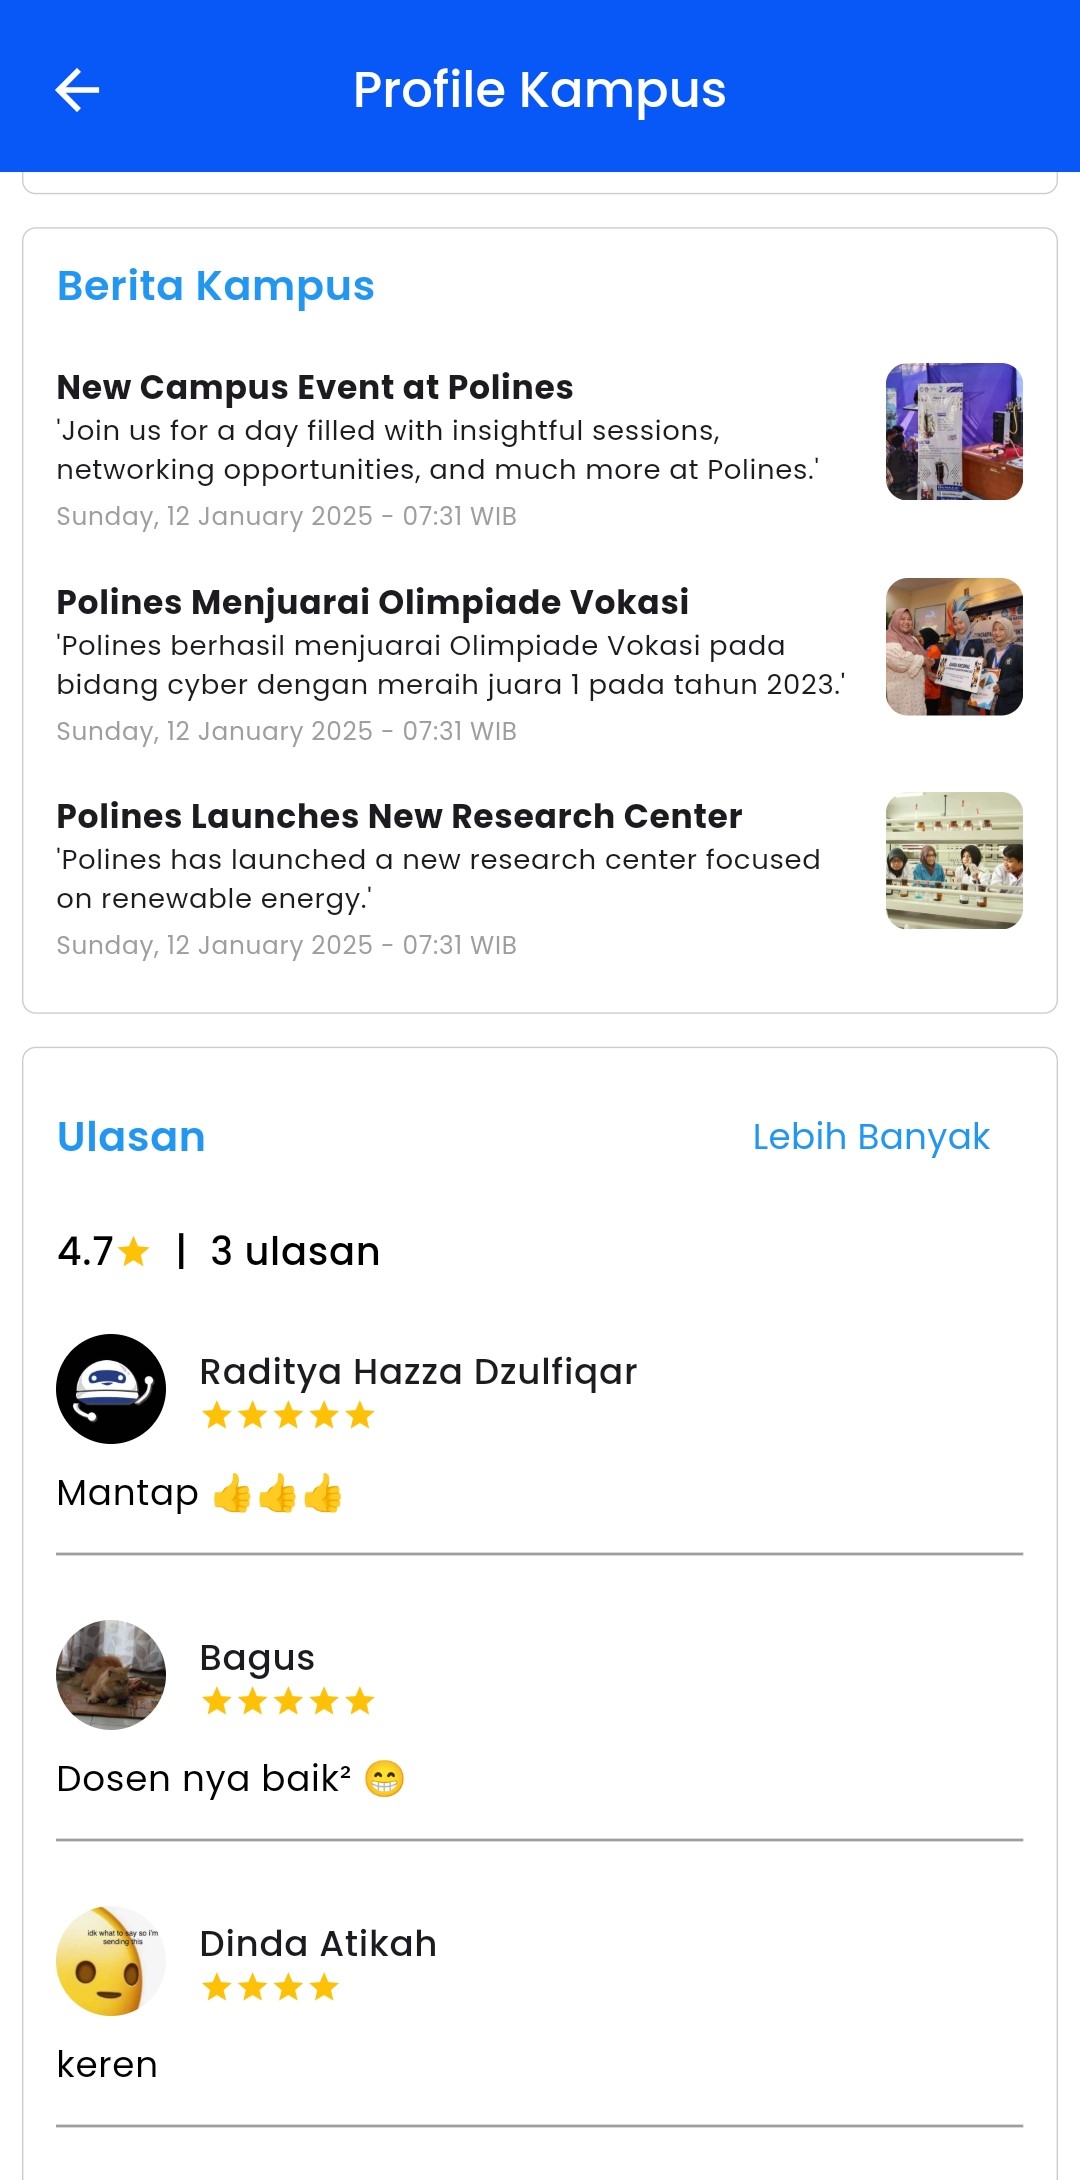 Profile Kampus
Berita Kampus
New Campus Event at Polines
'Join us for a day filled with insightful sessions,
networking opportunities, and much more at Polines.'
Sunday, 12 January 2025 - 07:31 WIB
Polines Menjuarai Olimpiade Vokasi
'Polines berhasil menjuarai Olimpiade Vokasi pada
bidang cyber dengan meraih juara 1 pada tahun 2023.'
Sunday, 12 January 2025 - 07:31 WIB
Polines Launches New Research Center
'Polines has launched a new research center focused
on renewable energy.'
Sunday, 12 January 2025 - 07:31 WIB
Ulasan Lebih Banyak
4.7⭐ | 3 ulasan
Raditya Hazza Dzulfiqar
Mantap 👍👍👍
Bagus
Dosen nya baik² 😁
idk what to say so i'm
sending this
Dinda Atikah
keren